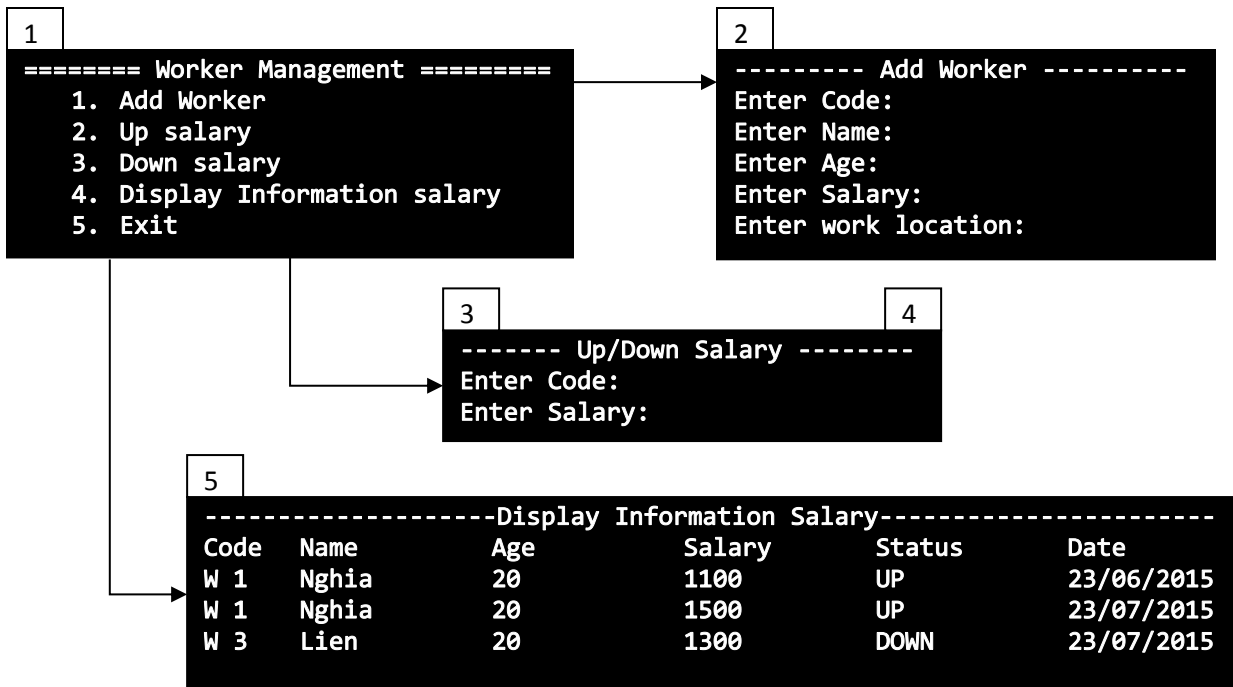 1
======== Worker Management =========
1. Add Worker
2. Up salary
3. Down salary
4. Display Information salary
5. Exit
2
--------- Add Worker ----------
Enter Code:
Enter Name:
Enter Age:
Enter Salary:
Enter work location:
3
4
------- Up/Down Salary --------
Enter Code:
Enter Salary:
5
--------------------Display Information Salary-----------------------
Code Name Age Salary Status Date
W 1 Nghia 20 1100 UP 23/06/2015
W 1 Nghia 20 1500 UP 23/07/2015
W 3 Lien 20 1300 DOWN 23/07/2015